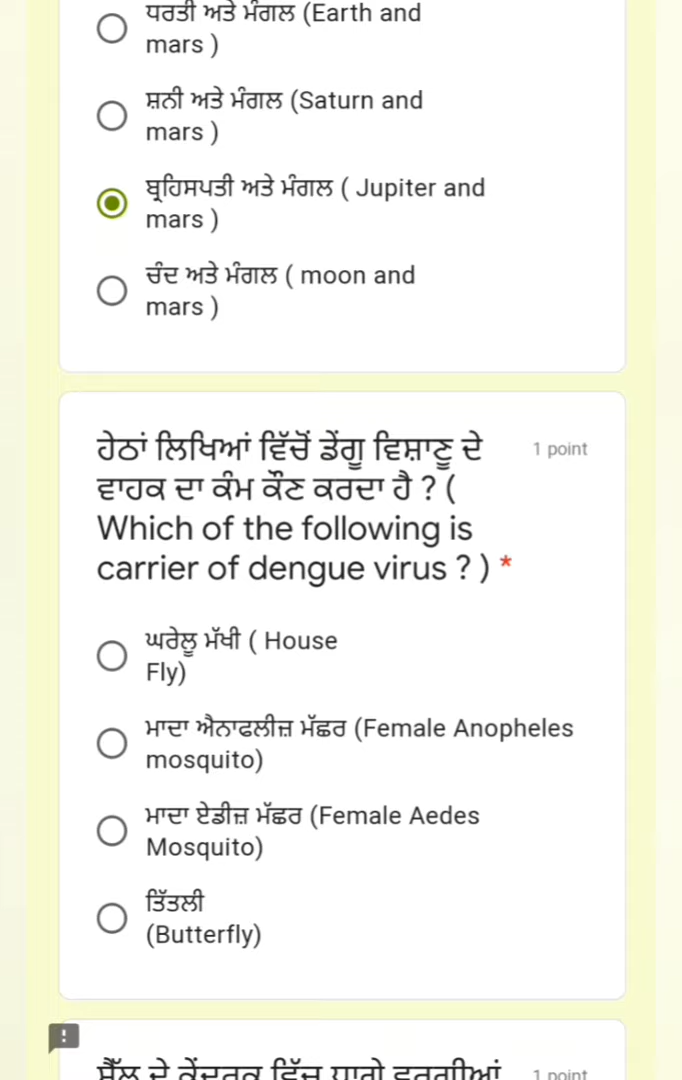 ਧਰਤੀ ਅਤੇ ਮੰਗਲ (Earth and
mars )
ਸ਼ਨੀ ਅਤੇ ਮੰਗਲ (Saturn and
mars )
ਬ੍ਰਹਿਸਪਤੀ ਅਤੇ ਮੰਗਲ ( Jupiter and
mars )
ਚੰਦ ਅਤੇ ਮੰਗਲ ( moon and
mars )
ਹੇਠਾਂ ਲਿਖਿਆਂ ਵਿੱਚੋਂ ਡੇਂਗੂ ਵਿਸ਼ਾਣੂ ਦੇ
1 point
ਵਾਹਕ ਦਾ ਕੰਮ ਕੌਣ ਕਰਦਾ ਹੈ ? (
Which of the following is
carrier of dengue virus ? ) *
ਘਰੇਲੂ ਮੱਖੀ ( House
Fly)
ਮਾਦਾ ਐਨਾਫਲੀਜ਼ ਮੱਛਰ (Female Anopheles
mosquito)
ਮਾਦਾ ਏਡੀਜ਼ ਮੱਛਰ (Female Aedes
Mosquito)
ਤਿੱਤਲੀ
(Butterfly)
ਸੈੱਲ ਦੇ ਕੇਂਦਰਕ ਵਿੱਚ ਧਾਗੇ ਵਰਗੀਆਂ
1 point